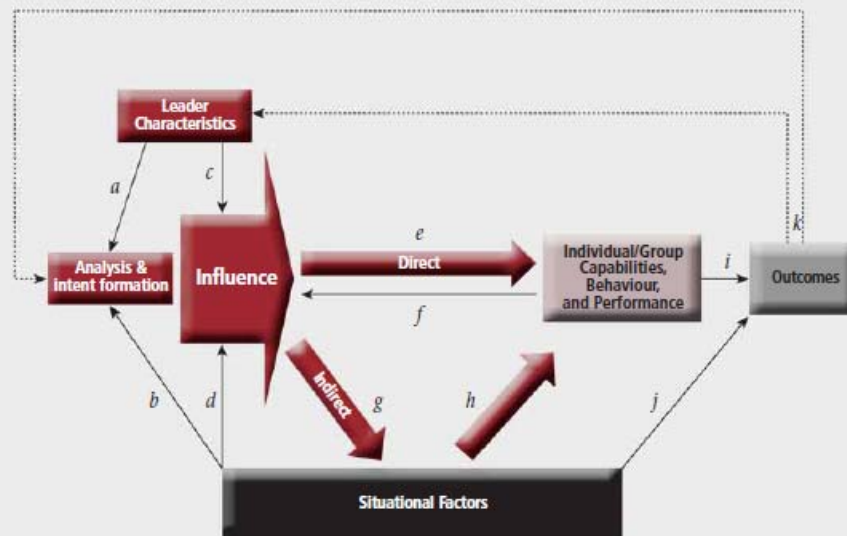 Leader
Characteristics
a
c
k
e
Analysis &
intent formation
Influence
Direct
Individual/Group
Capabilities,
Behaviour,
and Performance
i
Outcomes
f
b
d
Indirect
g
h
j
Situational Factors